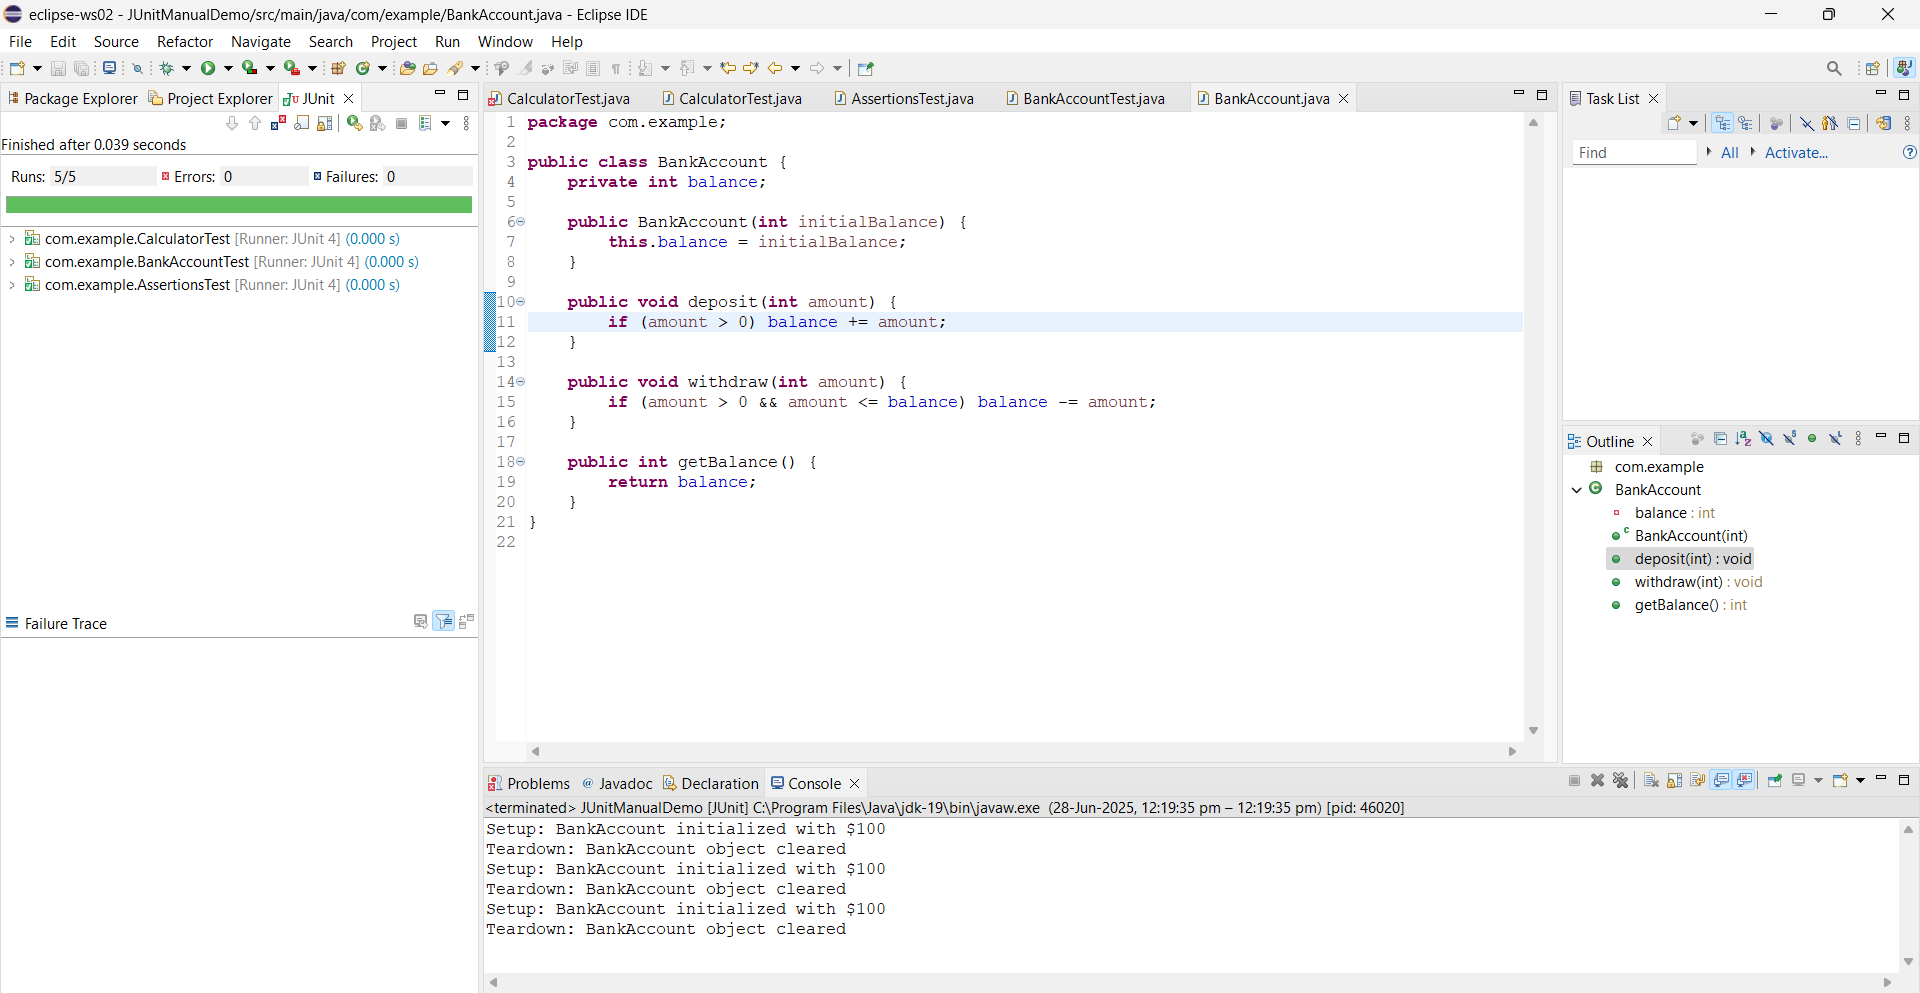 eclipse-ws02 - JUnitManualDemo/src/main/java/com/example/BankAccount.java - Eclipse IDE
File Edit Source Refactor Navigate Search Project Run Window Help
Package Explorer Project Explorer JUnit
Finished after 0.039 seconds
Runs: 5/5 Errors: 0 Failures: 0
com.example.CalculatorTest [Runner: JUnit 4] (0.000 s)
com.example.BankAccountTest [Runner: JUnit 4] (0.000 s)
com.example.AssertionsTest [Runner: JUnit 4] (0.000 s)
Failure Trace
CalculatorTest.java CalculatorTest.java AssertionsTest.java BankAccountTest.java BankAccount.java
1 package com.example;
2
3 public class BankAccount {
4 private int balance;
5
6 public BankAccount(int initialBalance) {
7 this.balance = initialBalance;
8 }
9
10 public void deposit(int amount) {
11 if (amount > 0) balance += amount;
12 }
13
14 public void withdraw(int amount) {
15 if (amount > 0 && amount <= balance) balance -= amount;
16 }
17
18 public int getBalance() {
19 return balance;
20 }
21 }
22
Problems Javadoc Declaration Console
<terminated> JUnitManualDemo [JUnit] C:\Program Files\Java\jdk-19\bin\javaw.exe (28-Jun-2025, 12:19:35 pm – 12:19:35 pm) [pid: 46020]
Setup: BankAccount initialized with $100
Teardown: BankAccount object cleared
Setup: BankAccount initialized with $100
Teardown: BankAccount object cleared
Setup: BankAccount initialized with $100
Teardown: BankAccount object cleared
Task List
Find All Activate...
Outline
com.example
BankAccount
balance : int
BankAccount(int)
deposit(int) : void
withdraw(int) : void
getBalance() : int